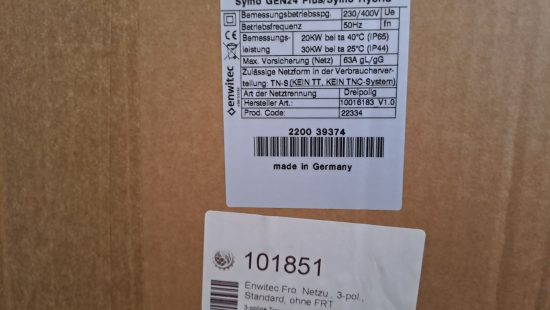 Symo GEN24 Plus/Symo Hybrid
Bemessungsbetriebsspg. 230/400V Ue
Betriebsfrequenz 50Hz fn
Bemessungs- 20KW bei ta 40°C (IP65)
leistung 30KW bei ta 25°C (IP44)
Max. Vorsicherung (Netz) 63A gL/gG
Zulässige Netzform in der Verbraucherver-
teilung: TN-S (KEIN TT, KEIN TNC-System)
Art der Netztrennung Dreipolig
Hersteller Art.: 10016183 V1.0
Prod. Code: 22334
enwitec
CE
2200 39374
made in Germany
101851
Enwitec Fro. Netzu., 3-pol.,
Standard, ohne FRT